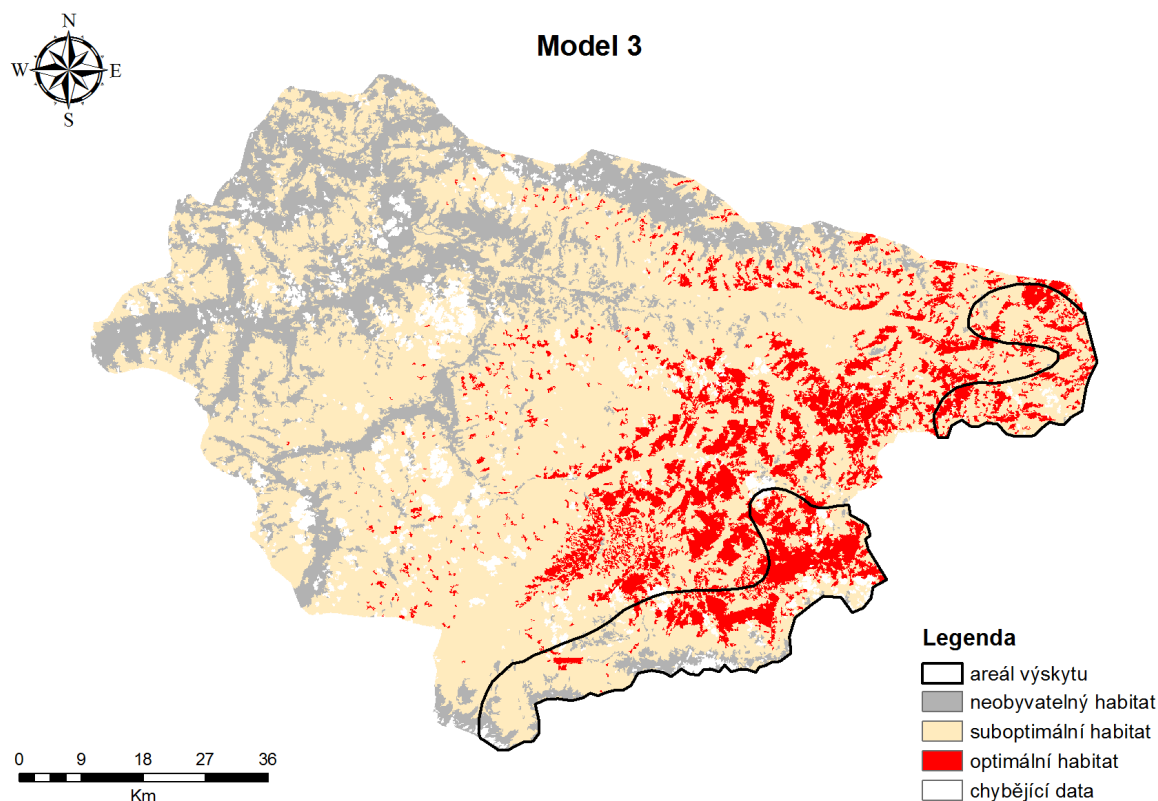 N
W E
S
Model 3
Legenda
areál výskytu
neobyvatelný habitat
suboptimální habitat
optimální habitat
chybějící data
0 9 18 27 36
Km